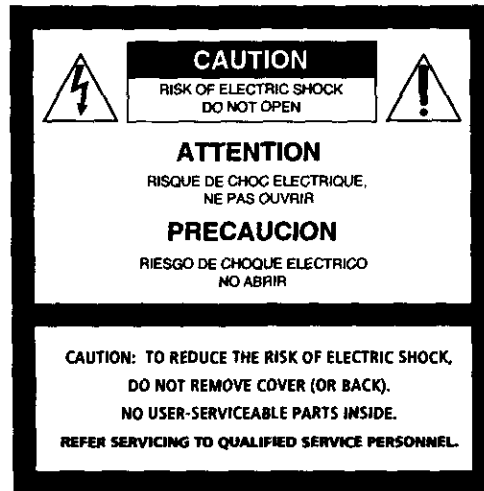 CAUTION
RISK OF ELECTRIC SHOCK
DO NOT OPEN
ATTENTION
RISQUE DE CHOC ELECTRIQUE,
NE PAS OUVRIR
PRECAUCION
RIESGO DE CHOQUE ELECTRICO
NO ABRIR
CAUTION: TO REDUCE THE RISK OF ELECTRIC SHOCK,
DO NOT REMOVE COVER (OR BACK).
NO USER-SERVICEABLE PARTS INSIDE.
REFER SERVICING TO QUALIFIED SERVICE PERSONNEL.